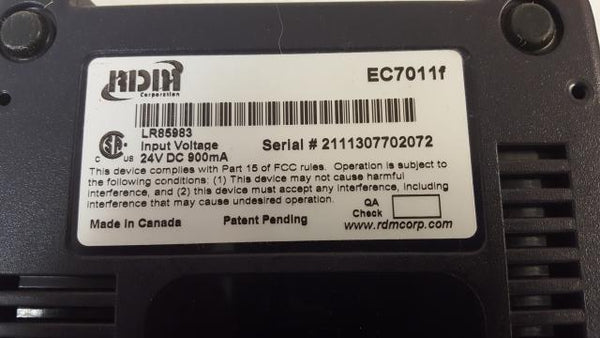 RDM
Corporation
EC7011f
LR85983
Input Voltage
24V DC 900mA
Serial # 2111307702072
C US
This device complies with Part 15 of FCC rules. Operation is subject to
the following conditions: (1) This device may not cause harmful
interference, and (2) this device must accept any interference, including
interference that may cause undesired operation.
QA
Check
Made in Canada
Patent Pending
www.rdmcorp.com